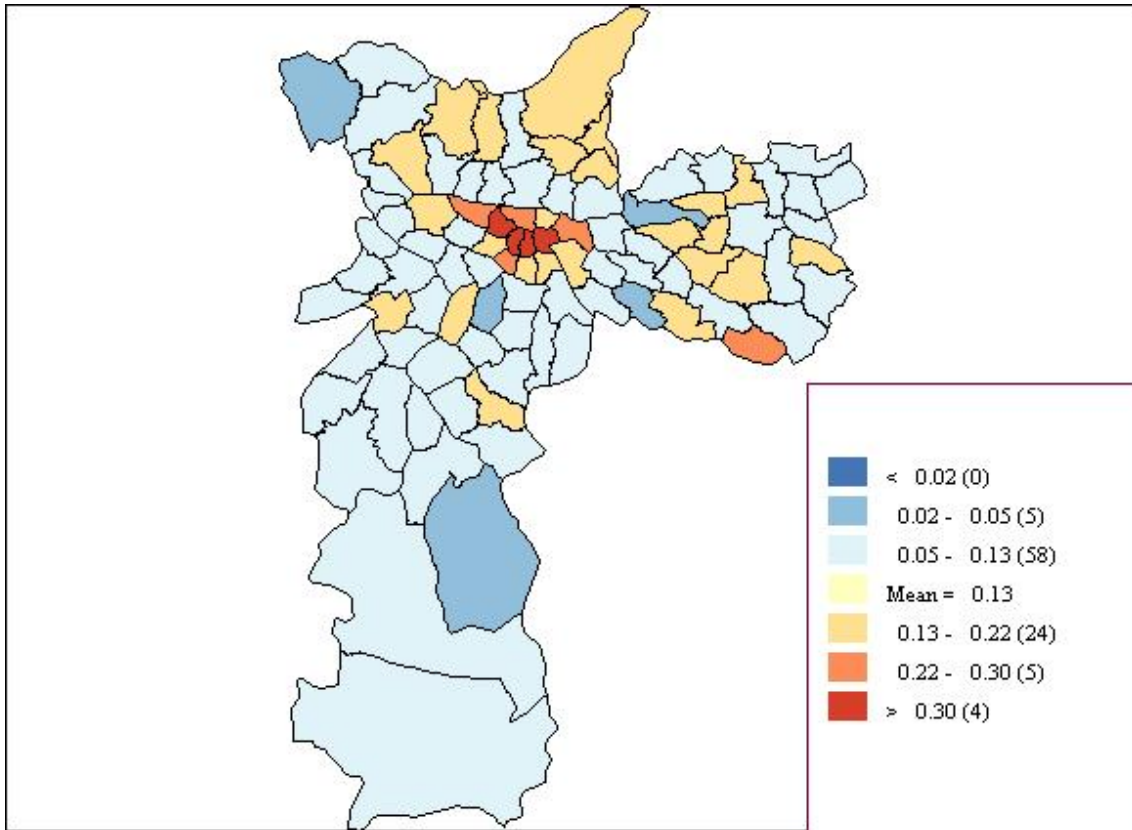 < 0.02 (0)
0.02 - 0.05 (5)
0.05 - 0.13 (58)
Mean = 0.13
0.13 - 0.22 (24)
0.22 - 0.30 (5)
> 0.30 (4)